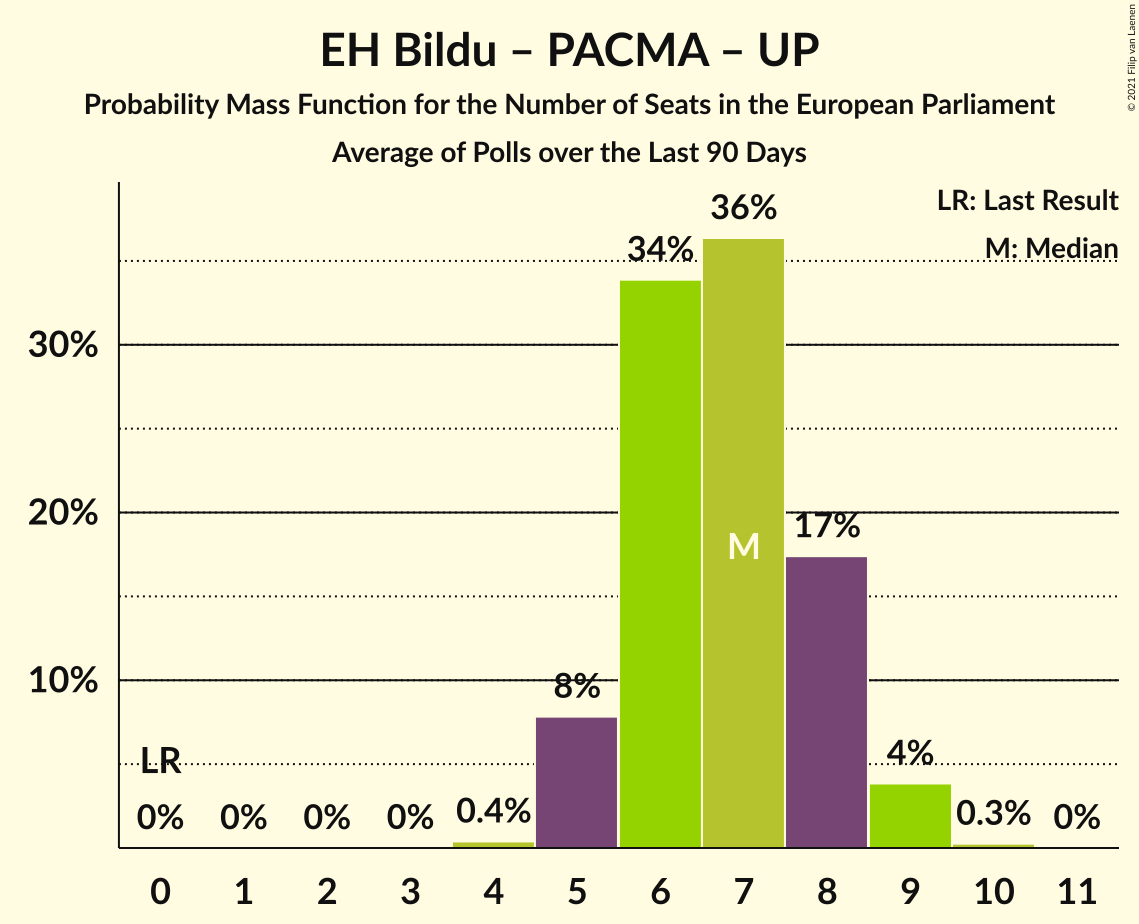 EH Bildu – PACMA – UP
Probability Mass Function for the Number of Seats in the European Parliament
Average of Polls over the Last 90 Days
© 2021 Filip van Laenen
LR: Last Result
M: Median
36%
34%
30%
20%
17%
M
10%
8%
LR
4%
0% 0% 0% 0% 0.4% 0.3% 0%
0 1 2 3 4 5 6 7 8 9 10 11